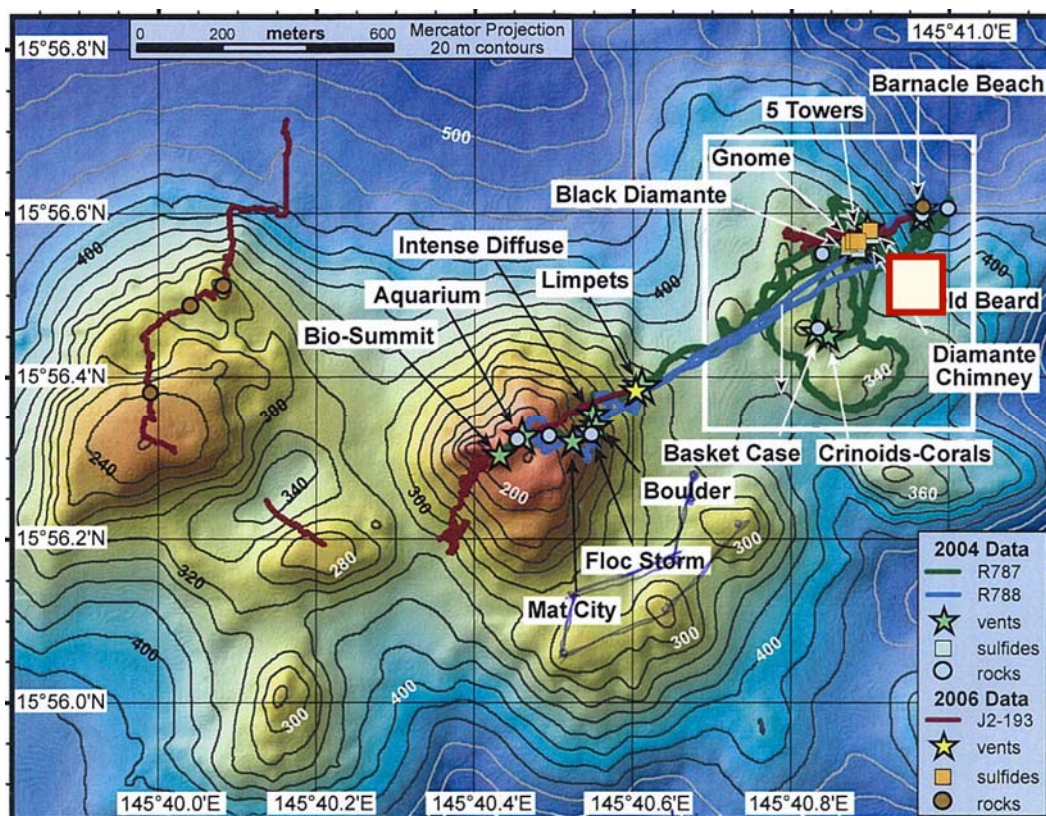 0 200 meters 600
Mercator Projection
20 m contours
145°41.0'E
15°56.8'N
15°56.6'N
15°56.4'N
15°56.2'N
15°56.0'N
Barnacle Beach
5 Towers
Gnome
Black Diamante
Intense Diffuse
Limpets
Aquarium
Bio-Summit
Beard
Diamante
Chimney
Basket Case
Crinoids-Corals
Boulder
Floc Storm
Mat City
500
400
400
400
300
240
340
300
200
340
360
320
280
300
300
400
400
300
400
2004 Data
R787
R788
vents
sulfides
rocks
2006 Data
J2-193
vents
sulfides
rocks
145°40.0'E
145°40.2'
145°40.4'
145°40.6'
145°40.8'